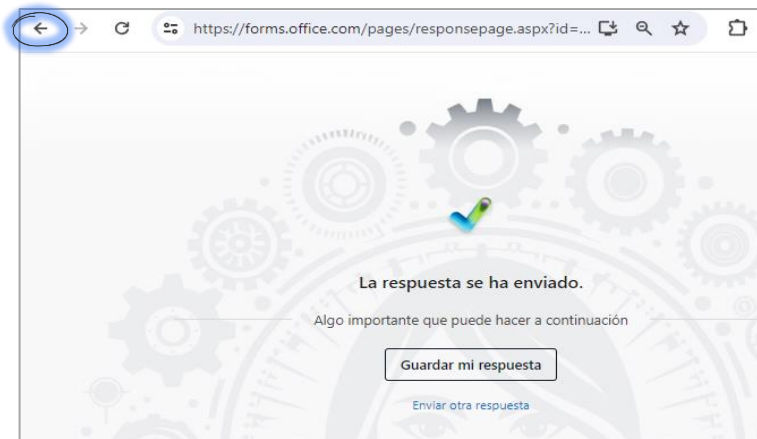 https://forms.office.com/pages/responsepage.aspx?id=...
La respuesta se ha enviado.
Algo importante que puede hacer a continuación
Guardar mi respuesta
Enviar otra respuesta